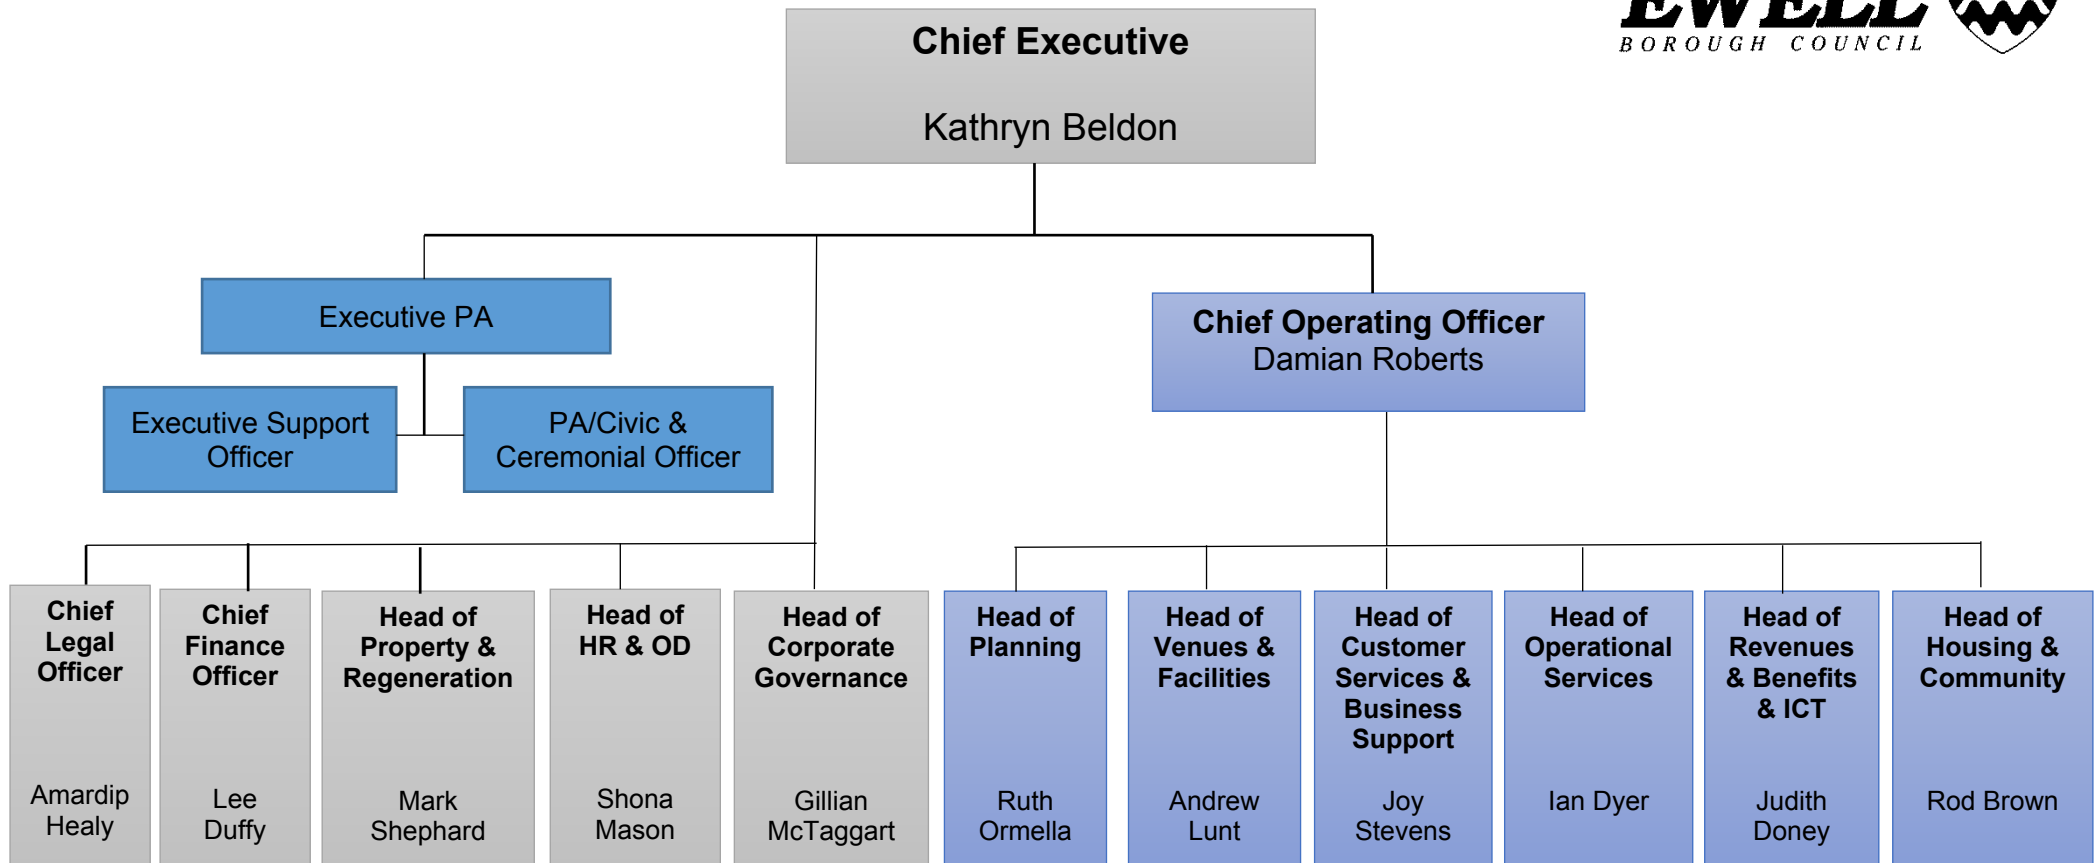 EWELL
BOROUGH COUNCIL
Chief Executive
Kathryn Beldon
Executive PA
Chief Operating Officer
Damian Roberts
Executive Support
Officer
PA/Civic &
Ceremonial Officer
Chief
Legal
Officer
Amardip
Healy
Chief
Finance
Officer
Lee
Duffy
Head of
Property &
Regeneration
Mark
Shephard
Head of
HR & OD
Shona
Mason
Head of
Corporate
Governance
Gillian
McTaggart
Head of
Planning
Ruth
Ormella
Head of
Venues &
Facilities
Andrew
Lunt
Head of
Customer
Services &
Business
Support
Joy
Stevens
Head of
Operational
Services
Ian Dyer
Head of
Revenues
& Benefits
& ICT
Judith
Doney
Head of
Housing &
Community
Rod Brown